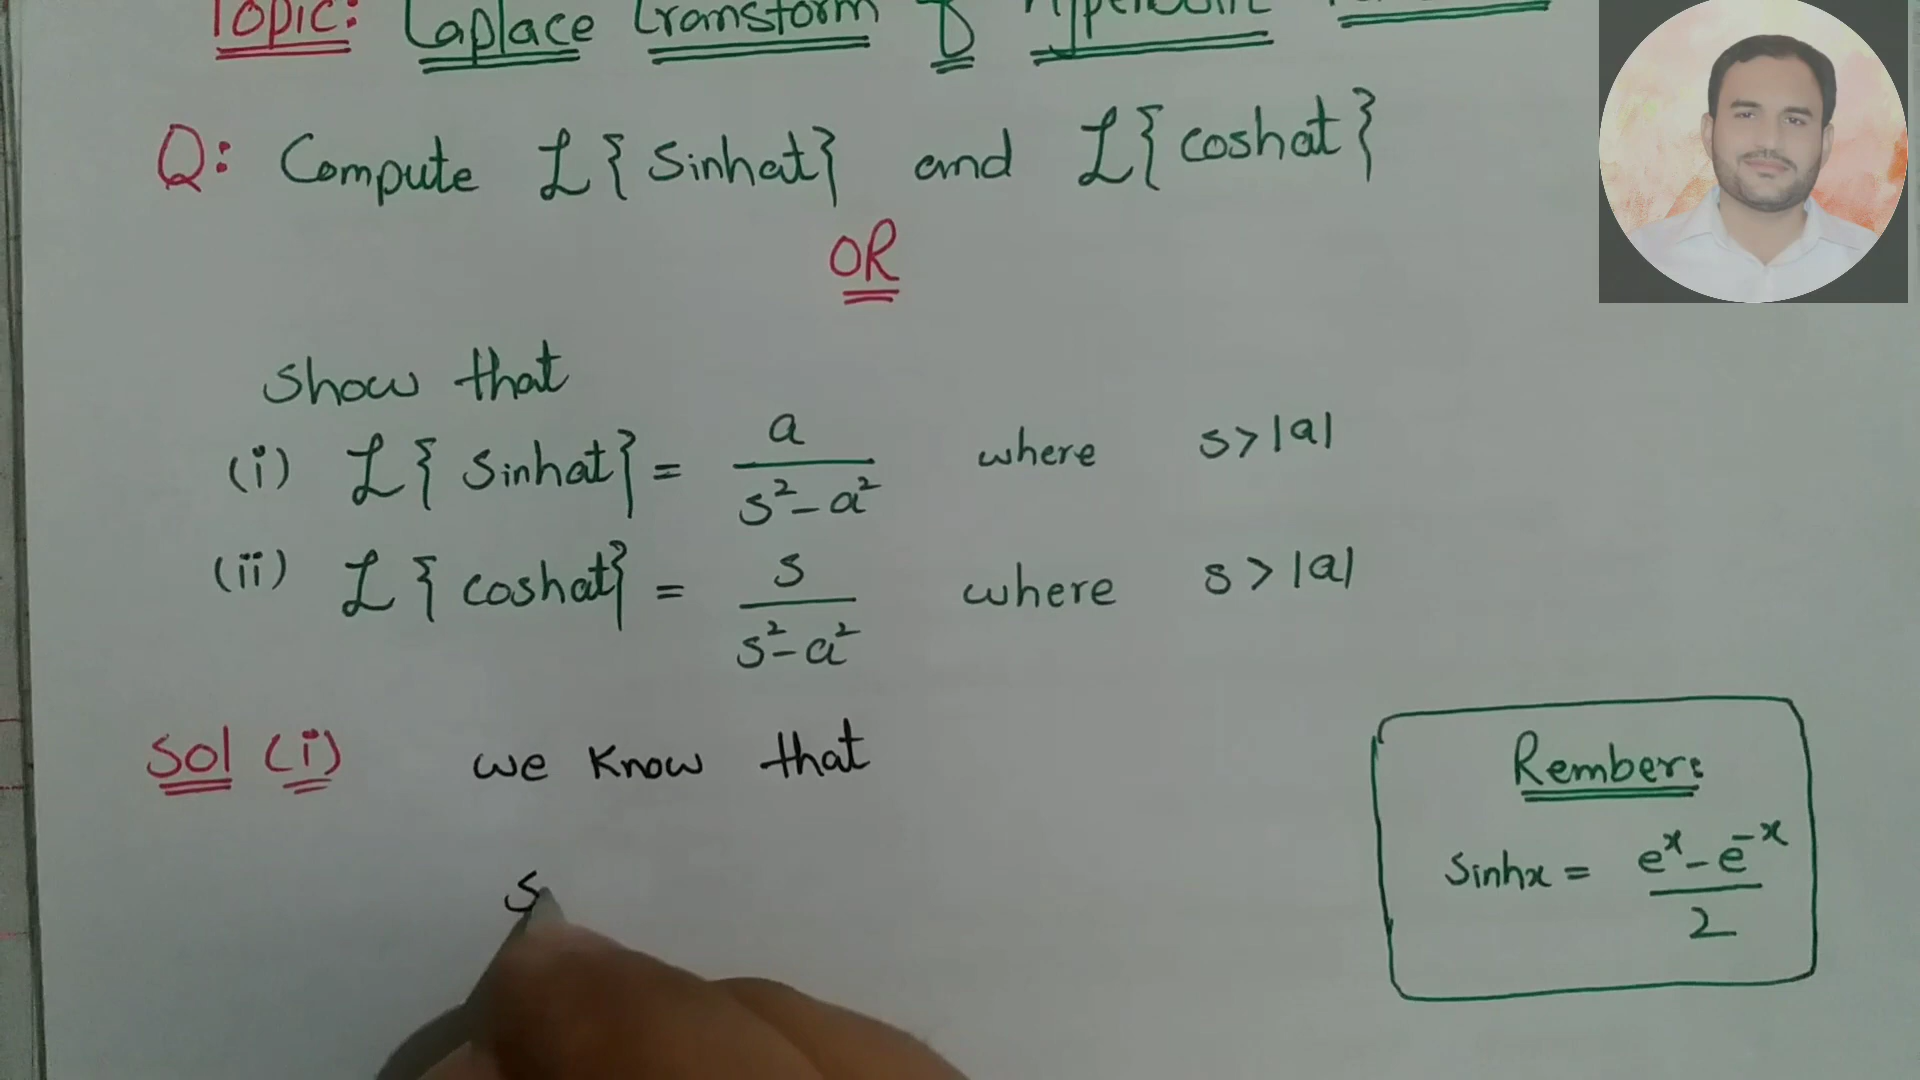 Topic: Laplace transform of
Q: Compute ℒ{sinhat} and ℒ{coshat}
OR
Show that
(i) ℒ{sinhat} = a/(s²-a²) where s>|a|
(ii) ℒ{coshat} = s/(s²-a²) where s>|a|
Sol (i) we know that
Rember:
Sinhx = (eˣ-e⁻ˣ)/2
S